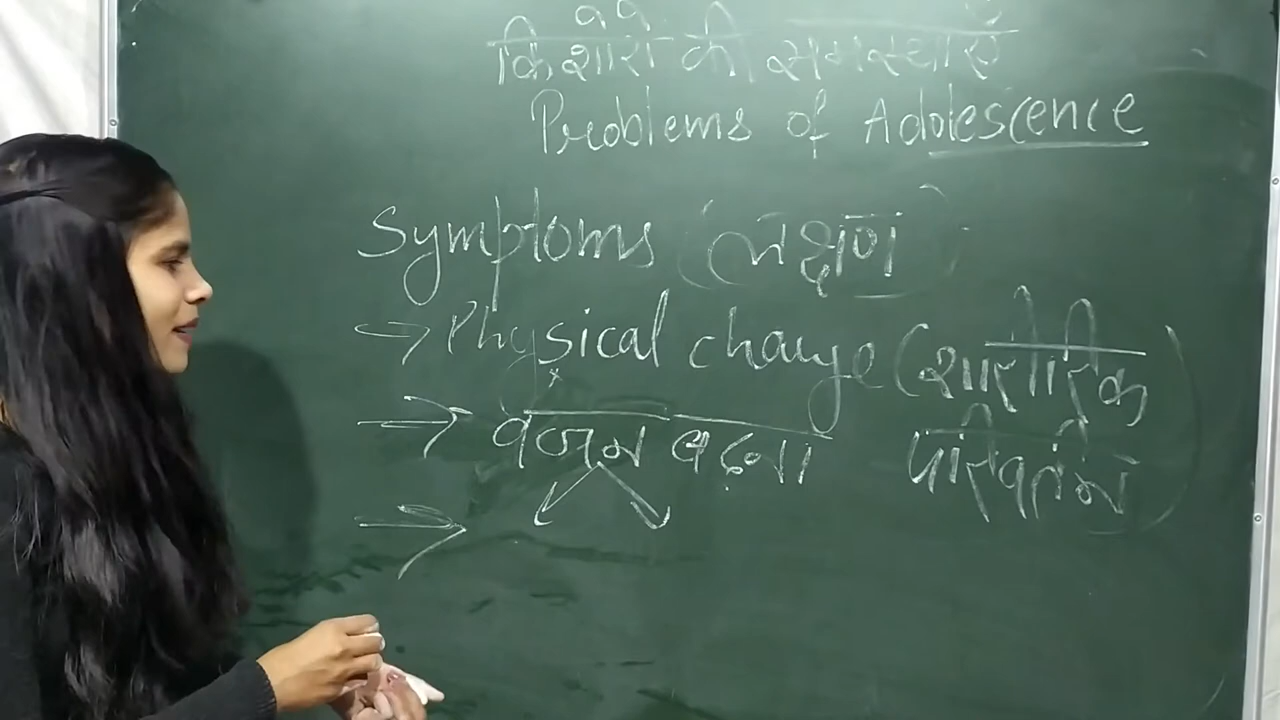 किशोरों की समस्याएँ
Problems of Adolescence
Symptoms (लक्षण)
→ Physical change (शारीरिक परिवर्तन)
→ वजन बढ़ना
→